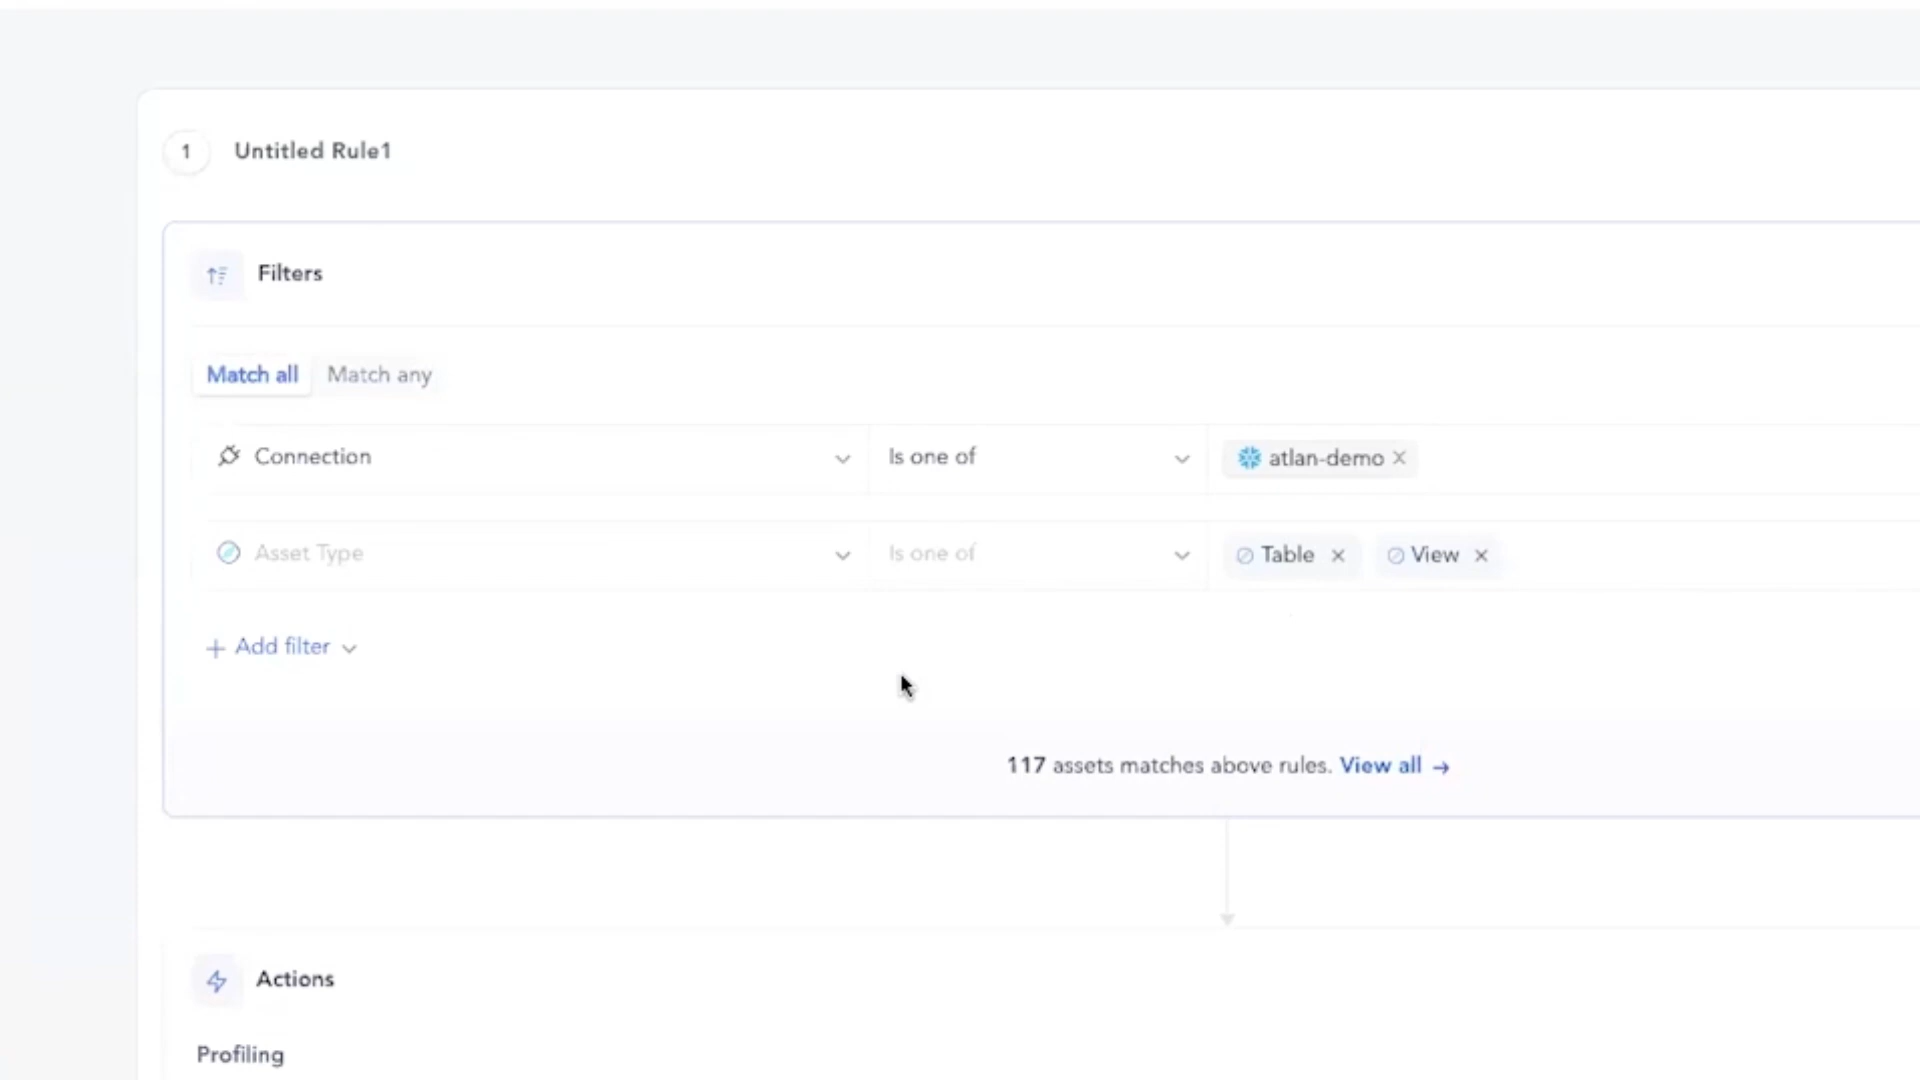 1 Untitled Rule1
Filters
Match all Match any
Connection Is one of atlan-demo
Asset Type Is one of Table View
Add filter
117 assets matches above rules. View all →
Actions
Profiling